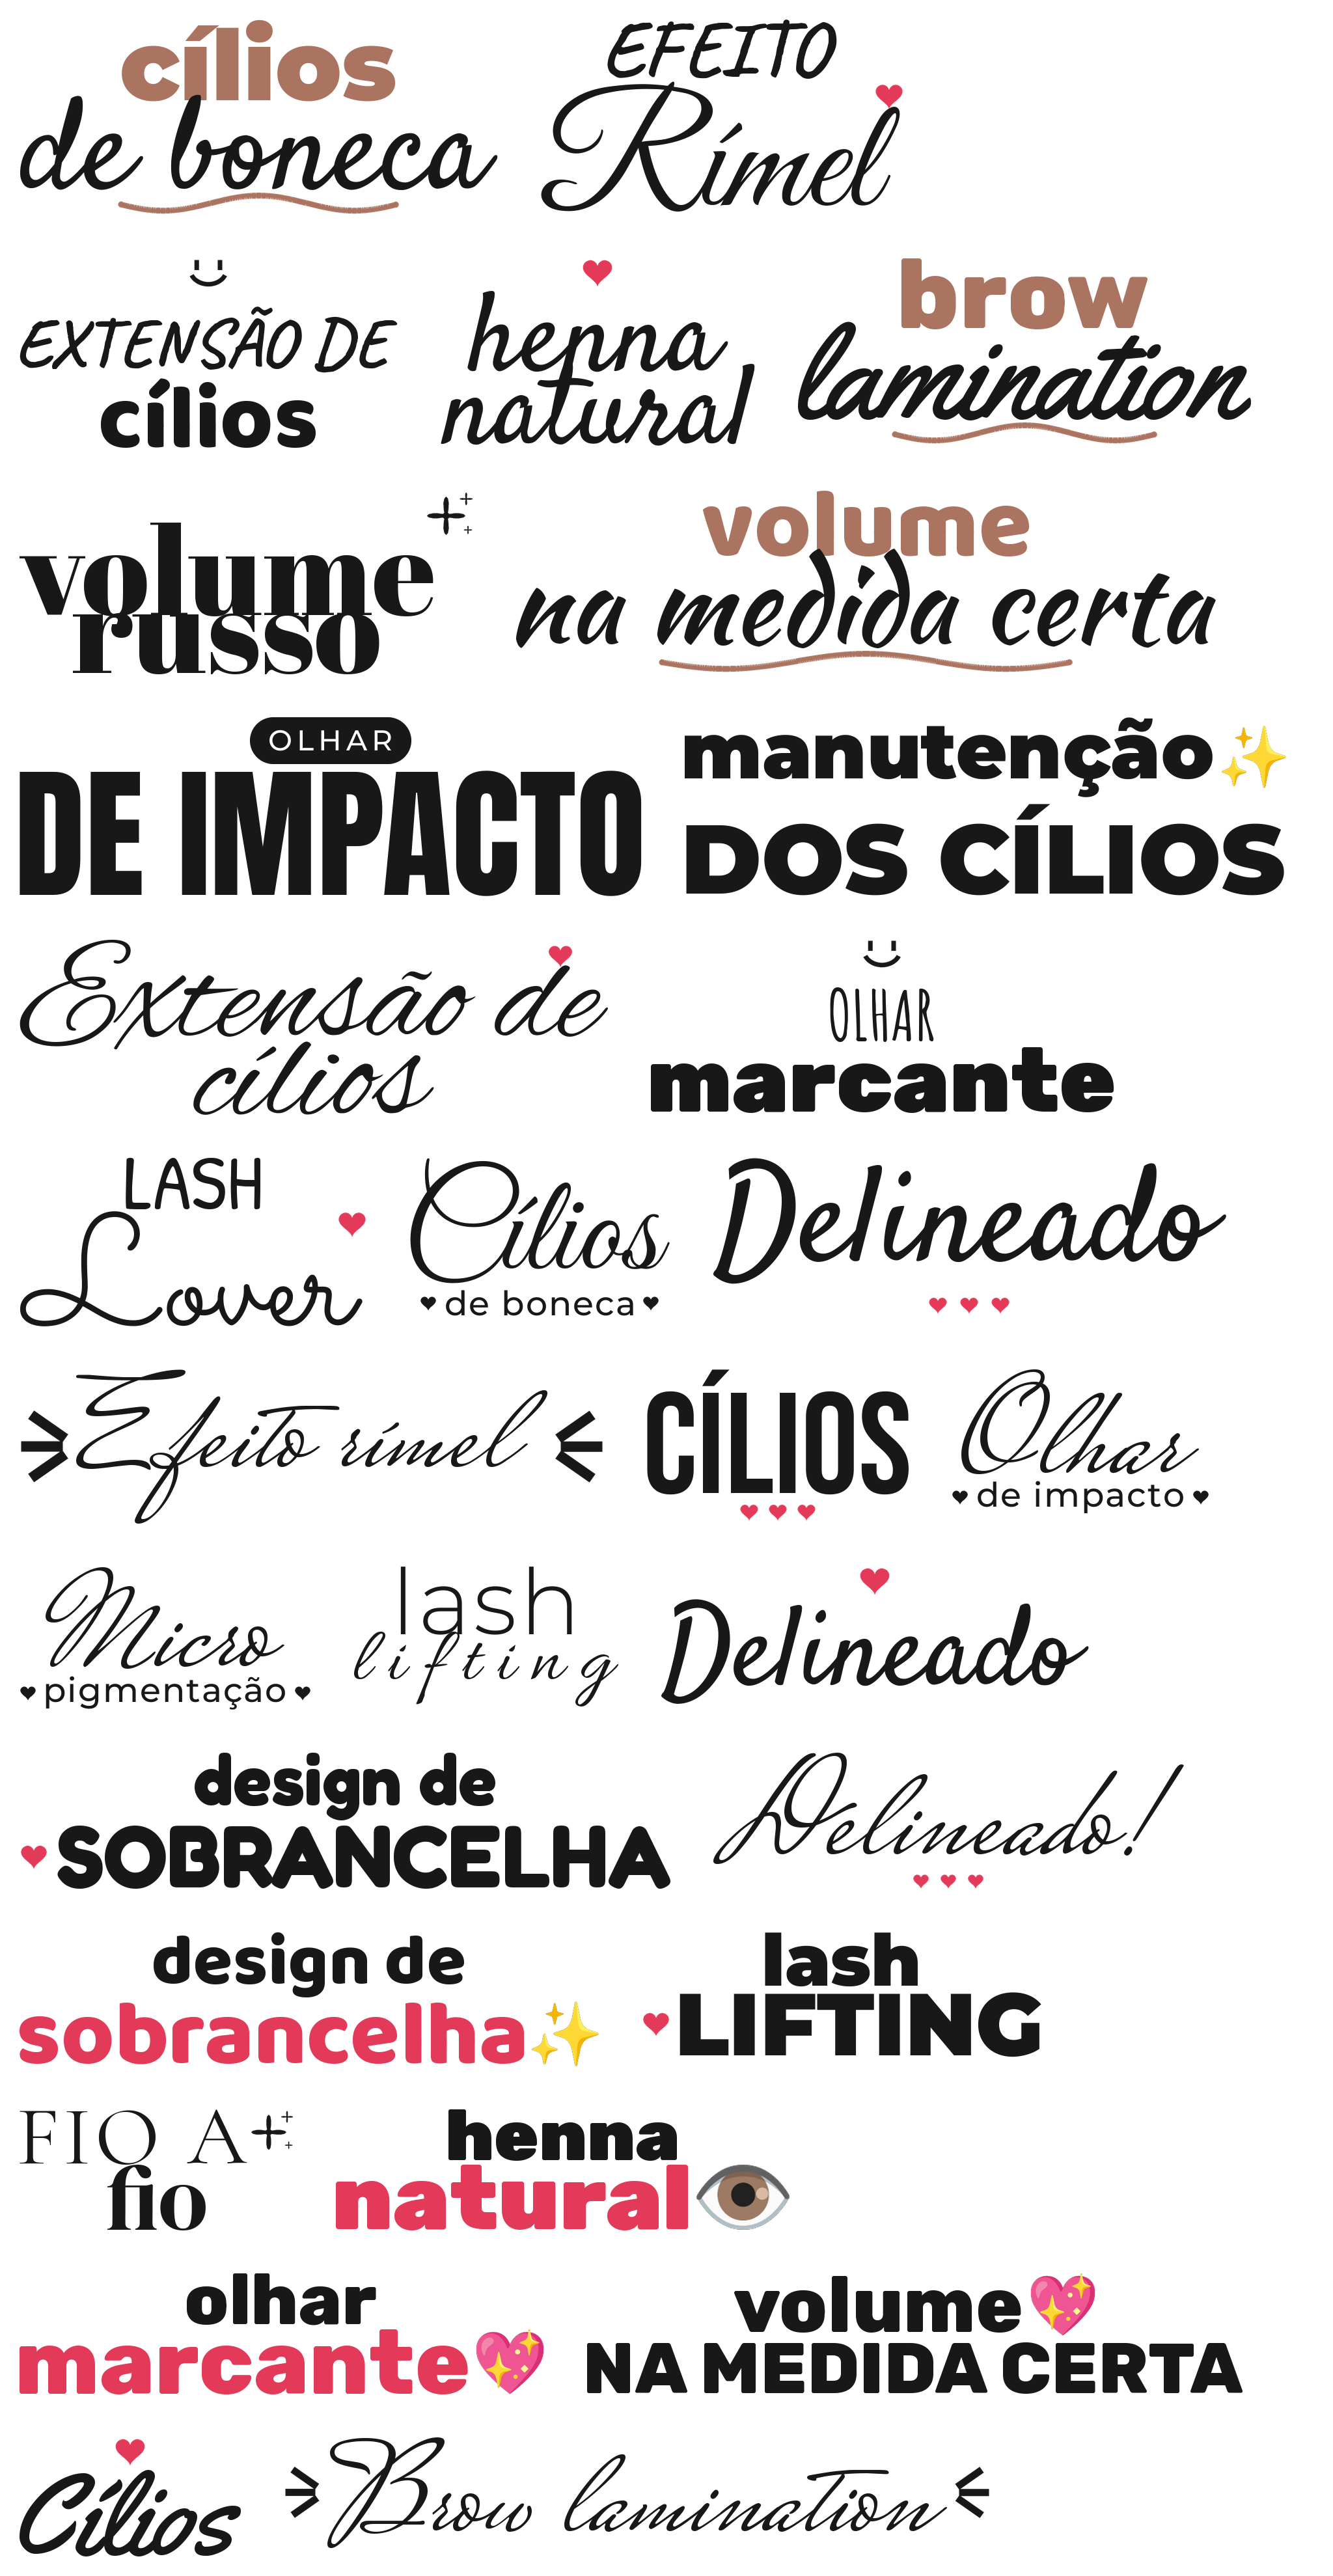 cílios
de boneca
EFEITO
Rímel
EXTENSÃO DE
cílios
henna
natural
brow
lamination
volume
russo
volume
na medida certa
OLHAR
DE IMPACTO
manutenção✨
DOS CÍLIOS
Extensão de
cílios
OLHAR
marcante
LASH
Lover
Cílios
de boneca
Delineado
Efeito rímel
CÍLIOS
Olhar
de impacto
Micro
pigmentação
lash
lifting
Delineado
design de
SOBRANCELHA
Delineado!
design de
sobrancelha✨
lash
LIFTING
FIO A
fio
henna
natural👁️
olhar
marcante💖
volume💖
NA MEDIDA CERTA
Cílios
Brow lamination